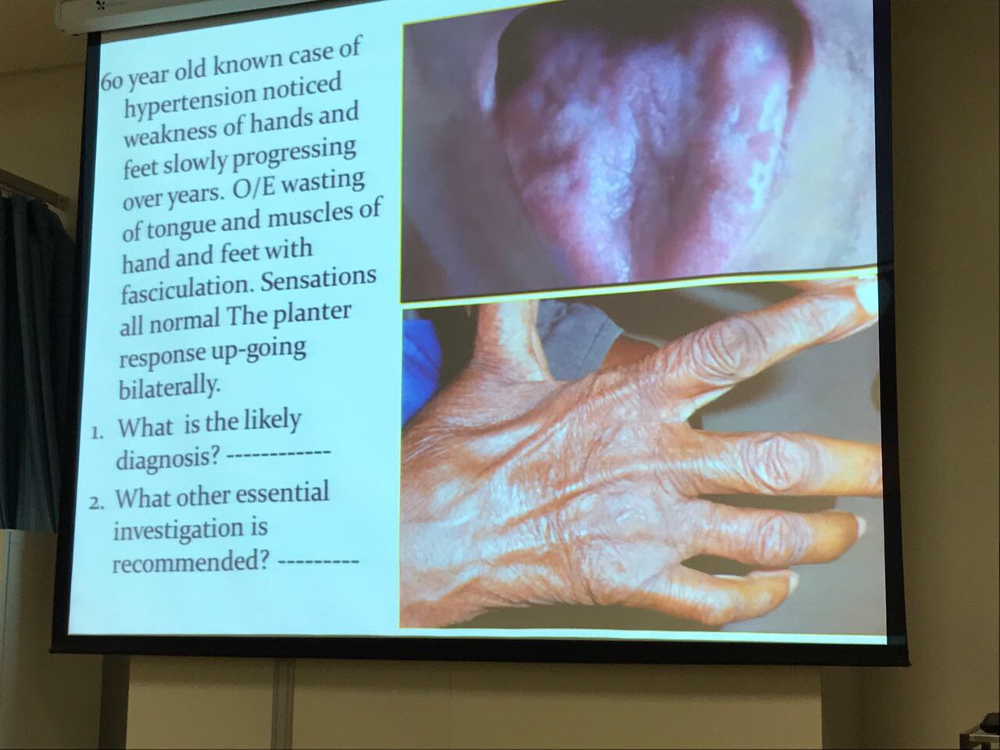 60 year old known case of
hypertension noticed
weakness of hands and
feet slowly progressing
over years. O/E wasting
of tongue and muscles of
hand and feet with
fasciculation. Sensations
all normal The planter
response up-going
bilaterally.
1. What is the likely
diagnosis? ------------
2. What other essential
investigation is
recommended? ---------